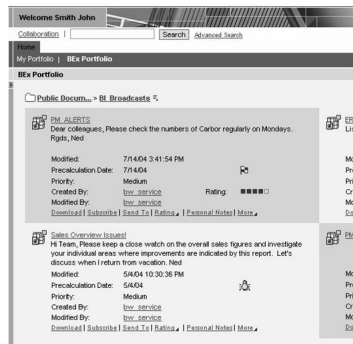 Welcome Smith John
Collaboration | Search Advanced Search
Home
My Portfolio | BEx Portfolio
BEx Portfolio
Public Docum... > BI Broadcasts
PM ALERTS
Dear colleagues, Please check the numbers of Carbor regularly on Mondays.
Rgds, Ned
Modified: 7/14/04 3:41:54 PM
Precalculation Date: 7/14/04
Priority: Medium
Created By: bw_service Rating:
Modified By: bw_service
Download | Subscribe | Send To | Rating | Personal Notes | More
Sales Overview Issues!
Hi Team, Please keep a close watch on the overall sales figures and investigate
your individual areas where improvements are indicated by this report. Let's
discuss when I return from vacation. Ned
Modified: 5/4/04 10:30:36 PM
Precalculation Date: 5/4/04
Priority: Medium
Created By: bw_service
Modified By: bw_service
Download | Subscribe | Send To | Rating | Personal Notes | More